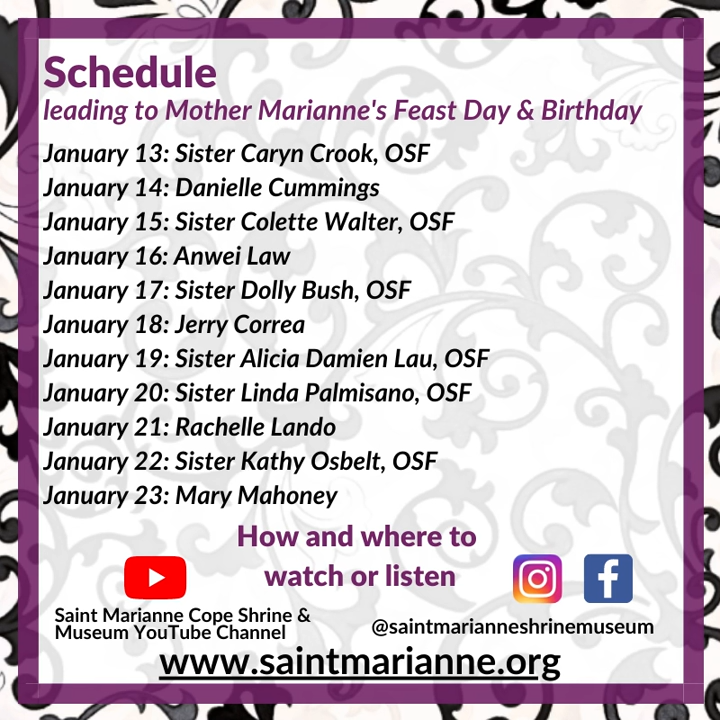 Schedule
leading to Mother Marianne's Feast Day & Birthday
January 13: Sister Caryn Crook, OSF
January 14: Danielle Cummings
January 15: Sister Colette Walter, OSF
January 16: Anwei Law
January 17: Sister Dolly Bush, OSF
January 18: Jerry Correa
January 19: Sister Alicia Damien Lau, OSF
January 20: Sister Linda Palmisano, OSF
January 21: Rachelle Lando
January 22: Sister Kathy Osbelt, OSF
January 23: Mary Mahoney
How and where to
watch or listen
Saint Marianne Cope Shrine &
Museum YouTube Channel
@saintmarianneshrinemuseum
www.saintmarianne.org